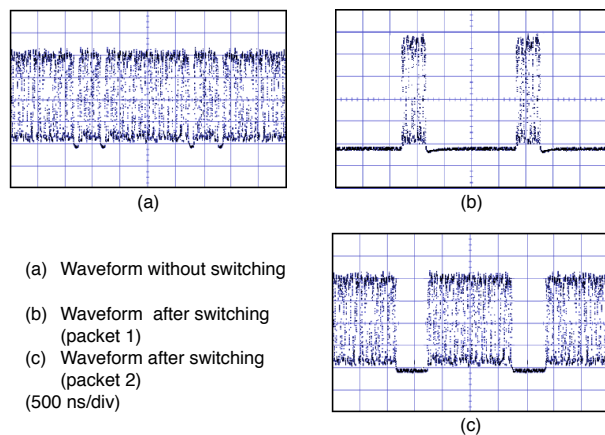 (a)
(b)
(a) Waveform without switching
(b) Waveform after switching
(packet 1)
(c) Waveform after switching
(packet 2)
(500 ns/div)
(c)